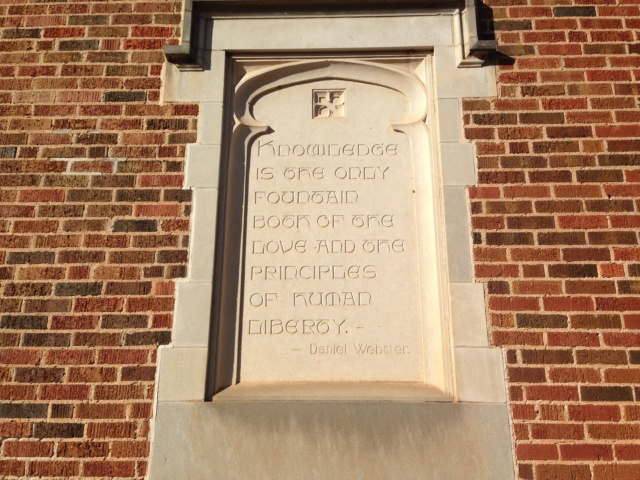 Knowledge
is the only
fountain
both of the
love and the
principles
of human
liberty. -
- Daniel Webster.